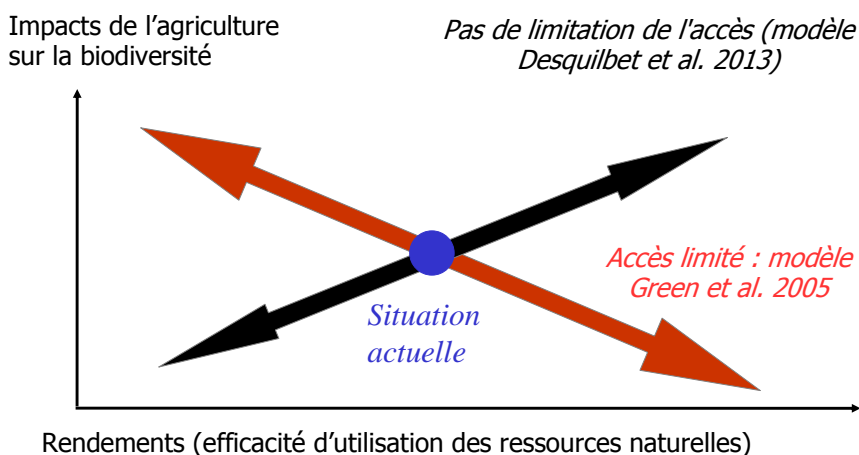 Impacts de l’agriculture
sur la biodiversité
Pas de limitation de l'accès (modèle
Desquilbet et al. 2013)
Accès limité : modèle
Green et al. 2005
Situation
actuelle
Rendements (efficacité d’utilisation des ressources naturelles)